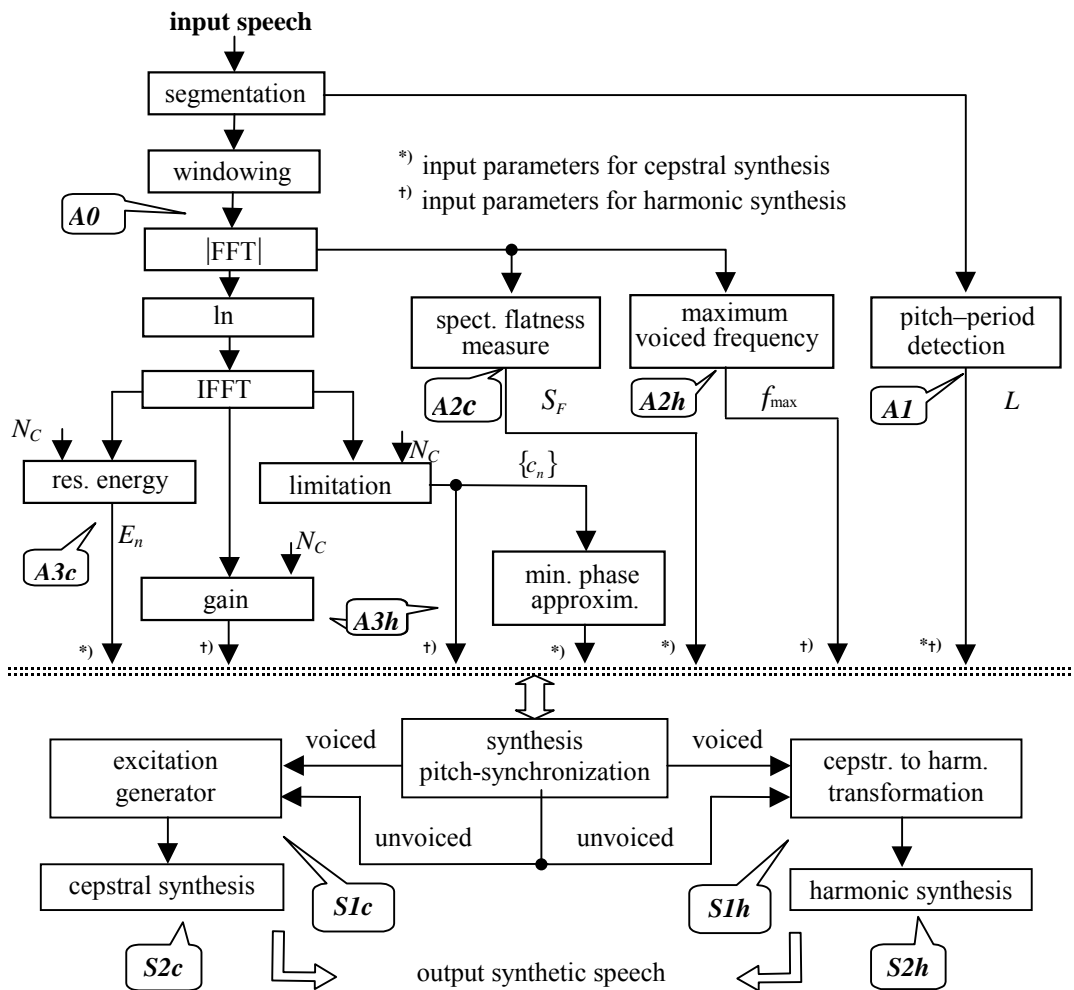 input speech
segmentation
windowing
*) input parameters for cepstral synthesis
†) input parameters for harmonic synthesis
A0
|FFT|
ln
spect. flatness
measure
maximum
voiced frequency
pitch–period
detection
IFFT
A2c
S_F
A2h
f_max
A1
L
N_C
res. energy
limitation
N_C
{c_n}
E_n
A3c
N_C
gain
A3h
min. phase
approxim.
*)
†)
†)
*)
*)
†)
*†)
excitation
generator
voiced
synthesis
pitch-synchronization
voiced
cepstr. to harm.
transformation
unvoiced
unvoiced
cepstral synthesis
S1c
S1h
harmonic synthesis
S2c
output synthetic speech
S2h